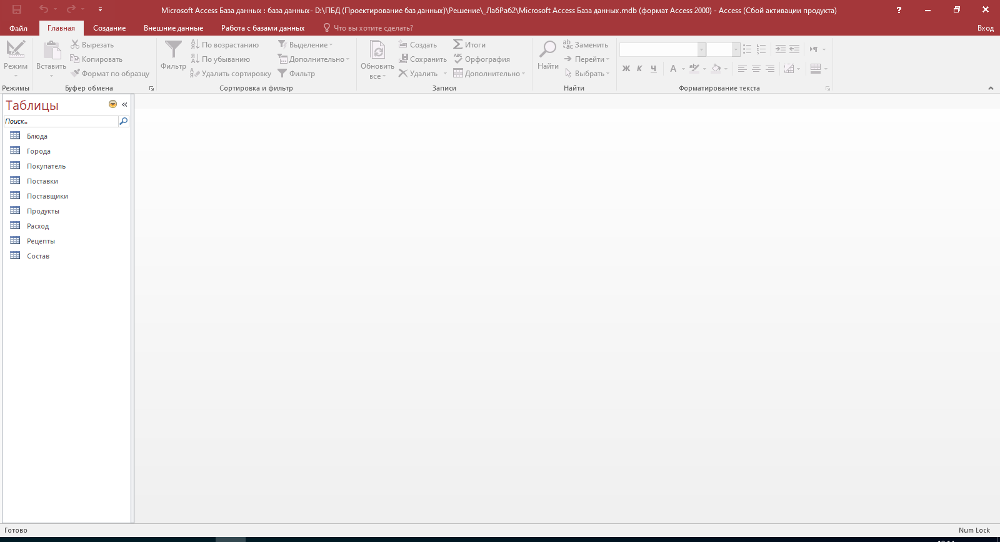 Microsoft Access База данных : база данных- D:\ПБД (Проектирование баз данных)\Решение\_ЛабРаб2\Microsoft Access База данных.mdb (формат Access 2000) - Access (Сбой активации продукта)
Файл Главная Создание Внешние данные Работа с базами данных Что вы хотите сделать? Вход
Режим
Режимы
Вставить
Вырезать
Копировать
Формат по образцу
Буфер обмена
Фильтр
По возрастанию
По убыванию
Удалить сортировку
Выделение
Дополнительно
Фильтр
Сортировка и фильтр
Обновить
все
Создать
Сохранить
Удалить
Итоги
Орфография
Дополнительно
Записи
Найти
Заменить
Перейти
Выбрать
Найти
Ж К Ч А
Форматирование текста
Таблицы
Поиск...
Блюда
Города
Покупатель
Поставки
Поставщики
Продукты
Расход
Рецепты
Состав
Готово
Num Lock